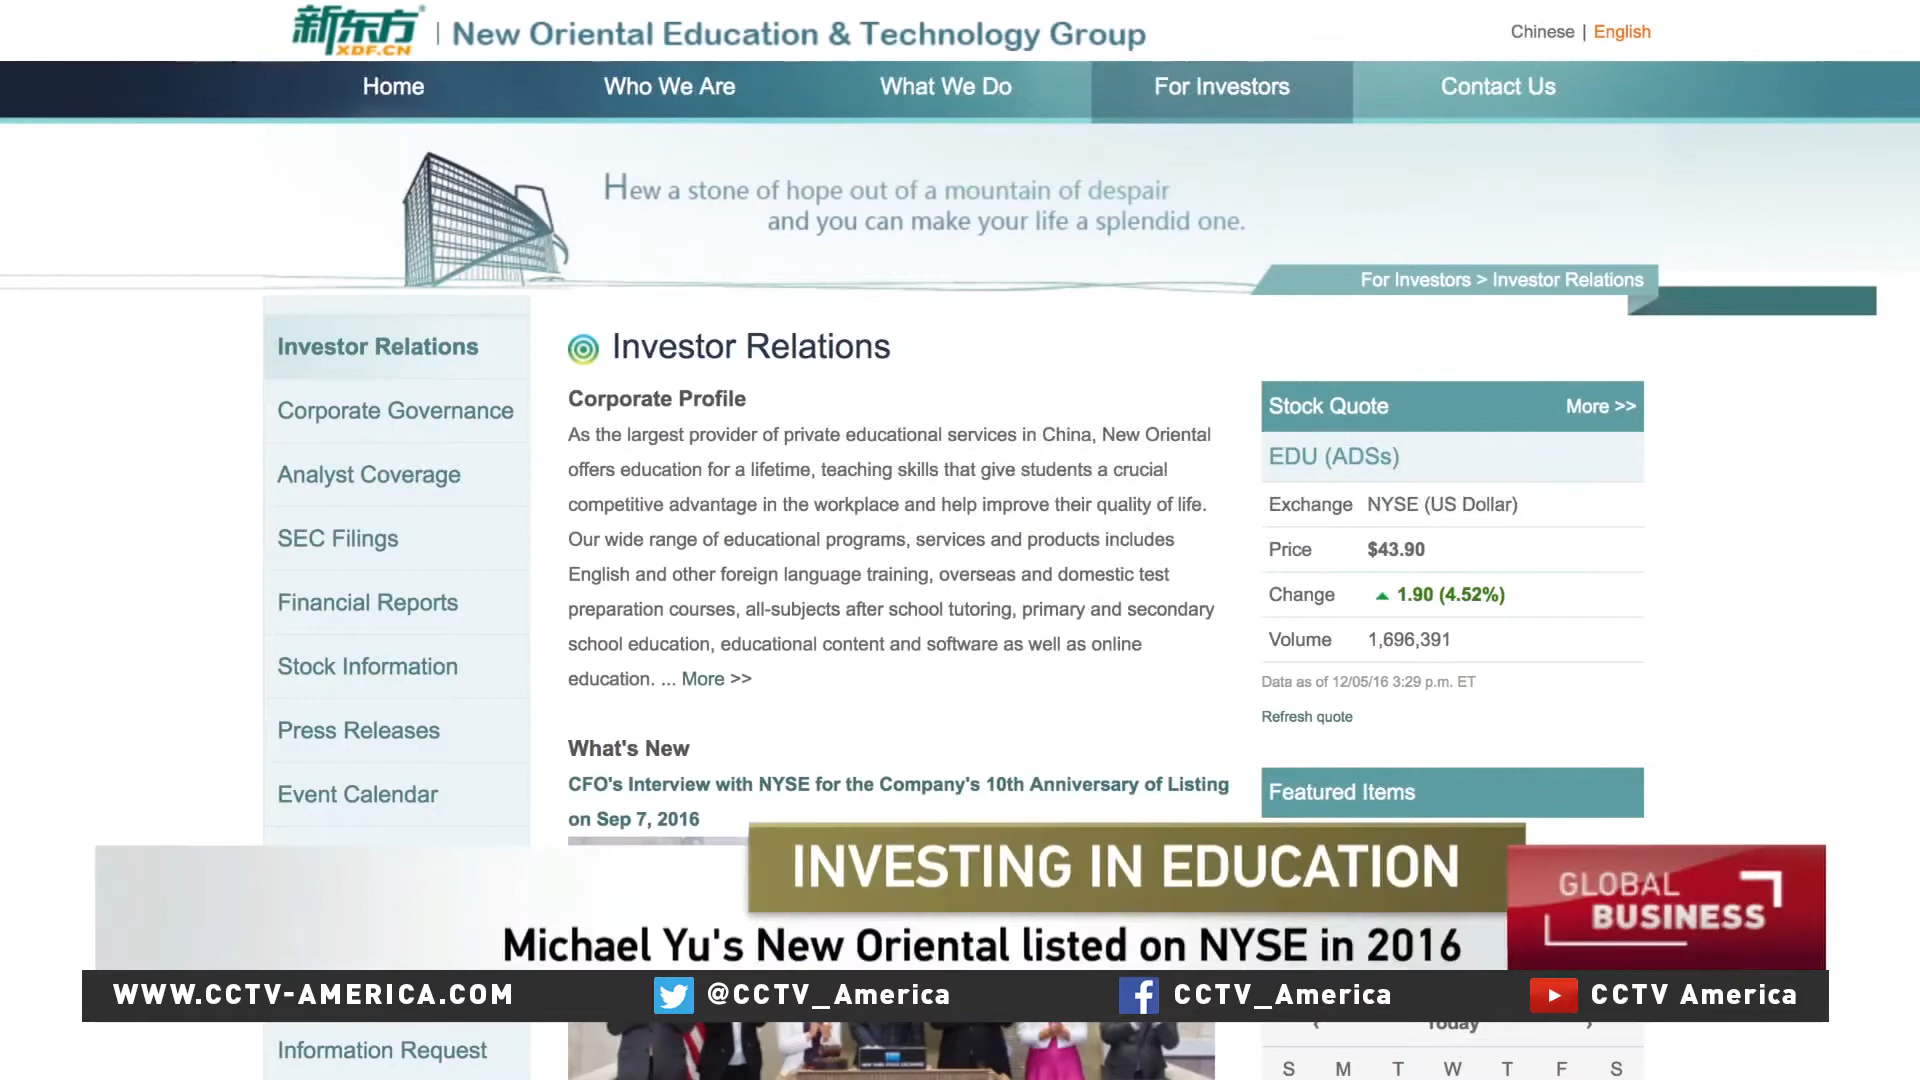 新东方
XDF.CN
New Oriental Education & Technology Group
Chinese | English
Home
Who We Are
What We Do
For Investors
Contact Us
Hew a stone of hope out of a mountain of despair
and you can make your life a splendid one.
For Investors > Investor Relations
Investor Relations
Corporate Governance
Analyst Coverage
SEC Filings
Financial Reports
Stock Information
Press Releases
Event Calendar
Information Request
Investor Relations
Corporate Profile
As the largest provider of private educational services in China, New Oriental
offers education for a lifetime, teaching skills that give students a crucial
competitive advantage in the workplace and help improve their quality of life.
Our wide range of educational programs, services and products includes
English and other foreign language training, overseas and domestic test
preparation courses, all-subjects after school tutoring, primary and secondary
school education, educational content and software as well as online
education. ... More >>
What's New
CFO's Interview with NYSE for the Company's 10th Anniversary of Listing
on Sep 7, 2016
Stock Quote More >>
EDU (ADSs)
Exchange NYSE (US Dollar)
Price $43.90
Change ▲ 1.90 (4.52%)
Volume 1,696,391
Data as of 12/05/16 3:29 p.m. ET
Refresh quote
Featured Items
INVESTING IN EDUCATION
Michael Yu's New Oriental listed on NYSE in 2016
GLOBAL
BUSINESS
WWW.CCTV-AMERICA.COM
@CCTV_America
CCTV_America
CCTV America
Today
S M T W T F S